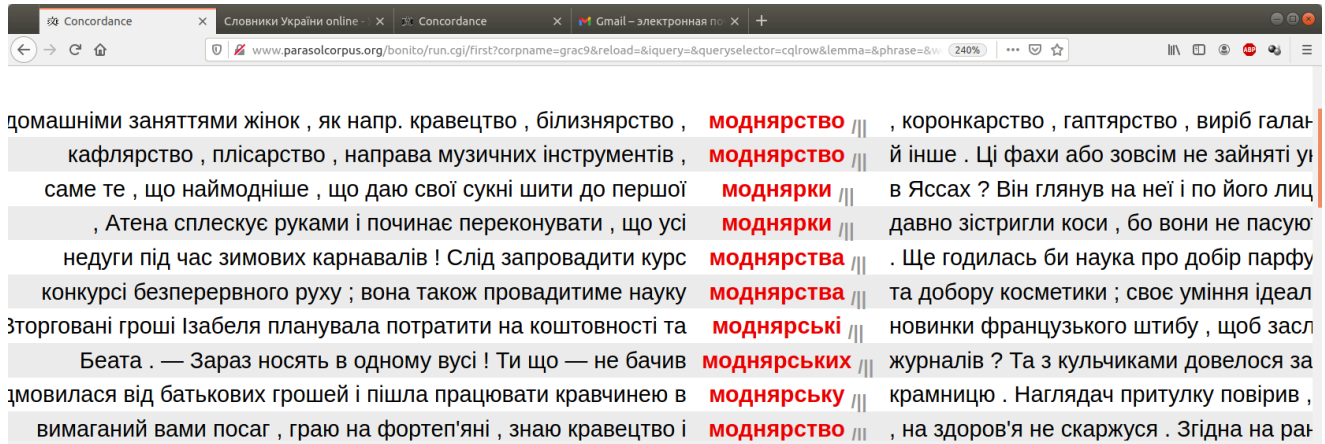 Concordance
Словники України online -
Concordance
Gmail – электронная по
www.parasolcorpus.org/bonito/run.cgi/first?corpname=grac9&reload=&iquery=&queryselector=cqlrow&lemma=&phrase=&w 240%
ABP
домашніми заняттями жінок , як напр. кравецтво , білизнярство , моднярство /|| , коронкарство , гаптярство , виріб галан
кафлярство , плісарство , направа музичних інструментів , моднярство /|| й інше . Ці фахи або зовсім не зайняті ук
саме те , що наймодніше , що даю свої сукні шити до першої моднярки /|| в Яссах ? Він глянув на неї і по його лиц
, Атена сплескує руками і починає переконувати , що усі моднярки /|| давно зістригли коси , бо вони не пасуют
недуги під час зимових карнавалів ! Слід запровадити курс моднярства /|| . Ще годилась би наука про добір парфу
конкурсі безперервного руху ; вона також провадитиме науку моднярства /|| та добору косметики ; своє уміння ідеал
Вторговані гроші Ізабеля планувала потратити на коштовності та моднярські /|| новинки французького штибу , щоб засл
Беата . — Зараз носять в одному вусі ! Ти що — не бачив моднярських /|| журналів ? Та з кульчиками довелося за
дмовилася від батькових грошей і пішла працювати кравчинею в моднярську /|| крамницю . Наглядач притулку повірив ,
вимаганий вами посаг , граю на фортеп'яні , знаю кравецтво і моднярство /|| , на здоров'я не скаржуся . Згідна на ран